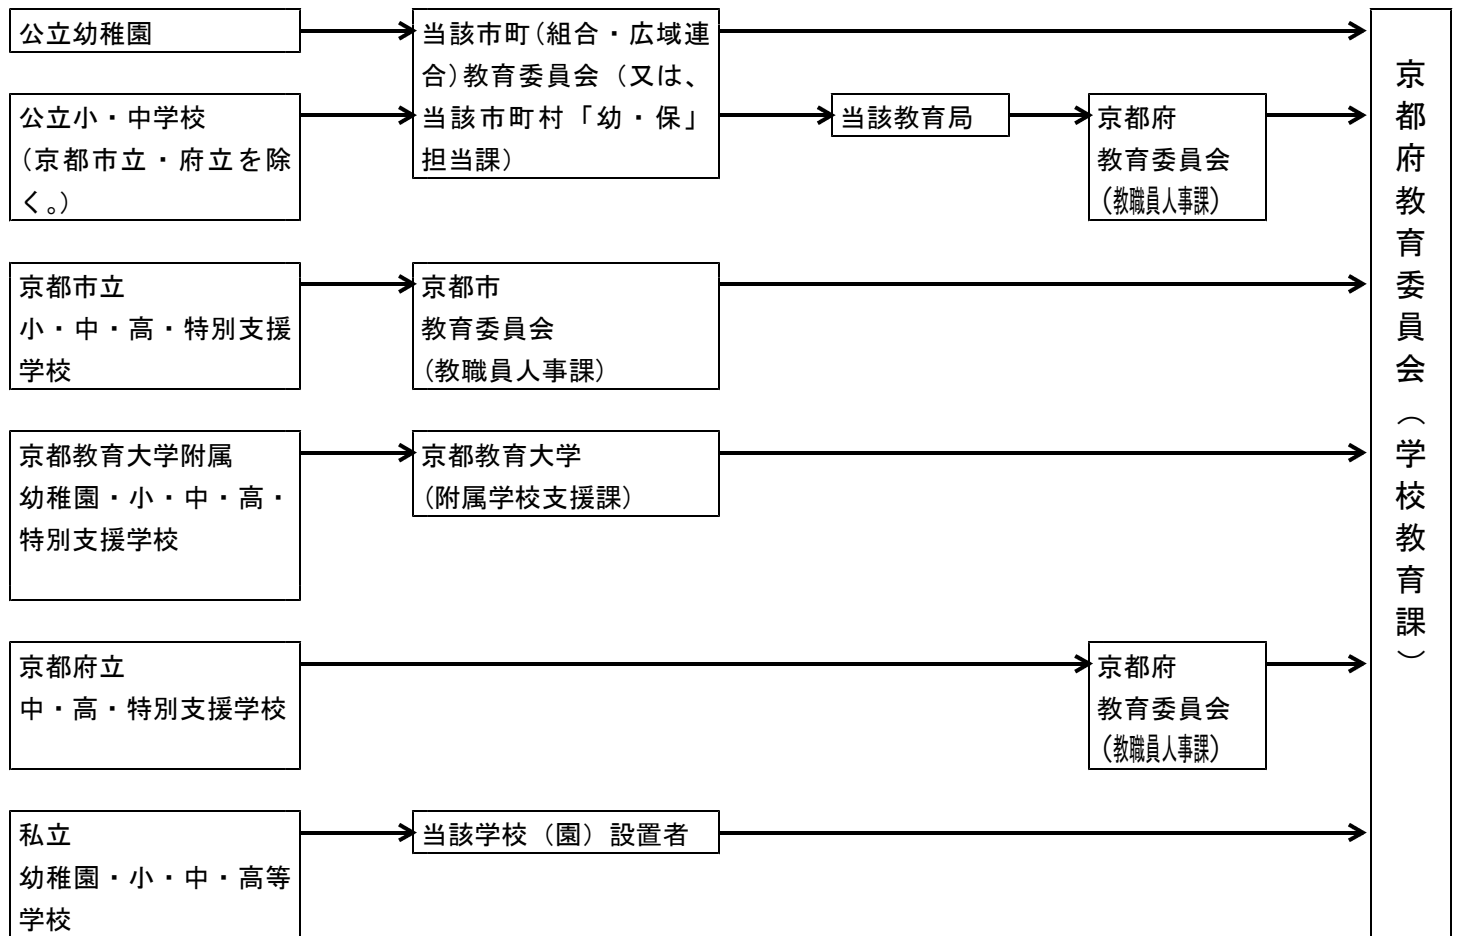 公立幼稚園
当該市町(組合・広域連
合)教育委員会(又は、
当該市町村「幼・保」
担当課)
公立小・中学校
(京都市立・府立を除
く。)
当該教育局
京都府
教育委員会
(教職員人事課)
京都市立
小・中・高・特別支援
学校
京都市
教育委員会
(教職員人事課)
京都教育大学附属
幼稚園・小・中・高・
特別支援学校
京都教育大学
(附属学校支援課)
京都府立
中・高・特別支援学校
京都府
教育委員会
(教職員人事課)
私立
幼稚園・小・中・高等
学校
当該学校(園)設置者
京都府教育委員会(学校教育課)